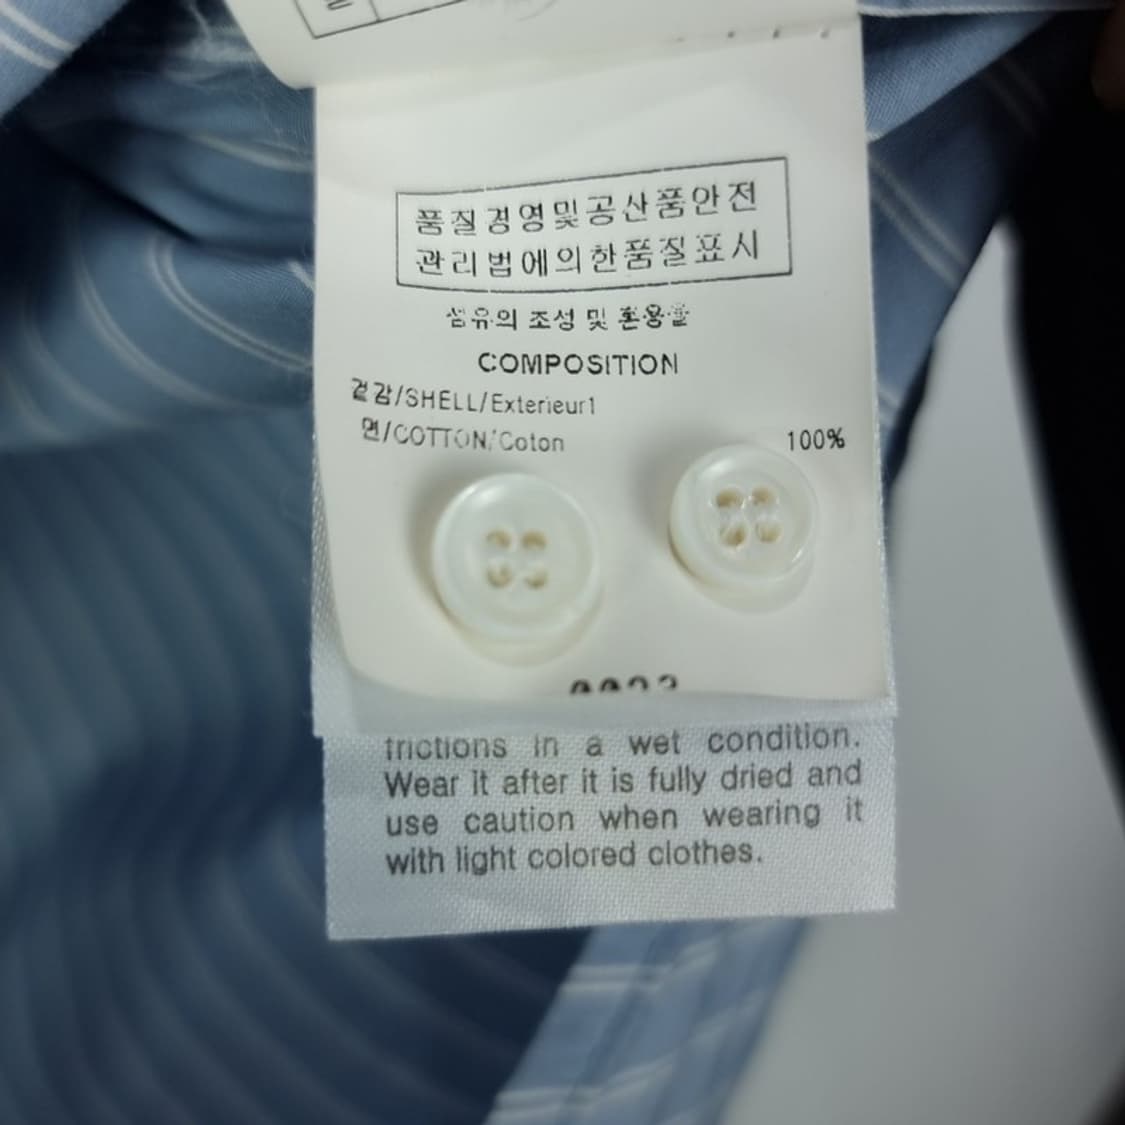 품질경영및공산품안전
관리법에의한품질표시
섬유의 조성 및 혼용율
COMPOSITION
겉감/SHELL/Exterieur1
면/COTTON/Coton 100%
frictions in a wet condition.
Wear it after it is fully dried and
use caution when wearing it
with light colored clothes.